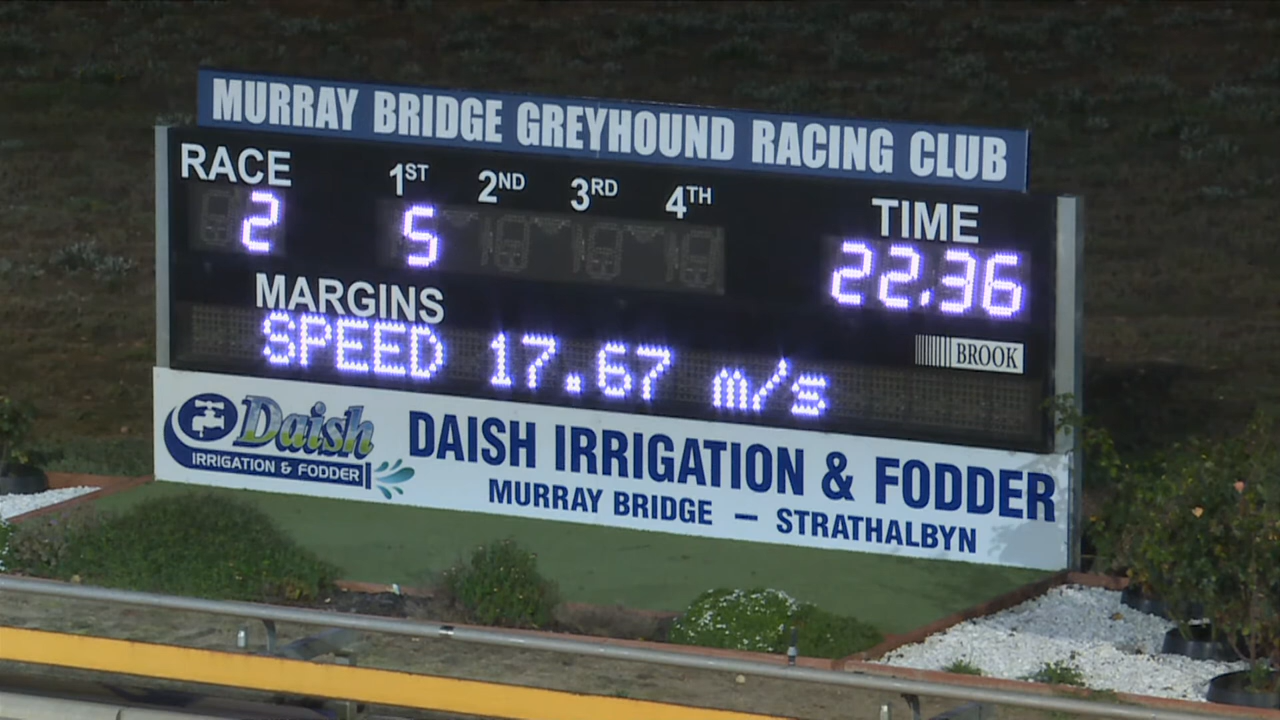 MURRAY BRIDGE GREYHOUND RACING CLUB
RACE 1ST 2ND 3RD 4TH TIME
2 5 22.36
MARGINS
SPEED 17.67 m/s
BROOK
Daish
IRRIGATION & FODDER
DAISH IRRIGATION & FODDER
MURRAY BRIDGE — STRATHALBYN